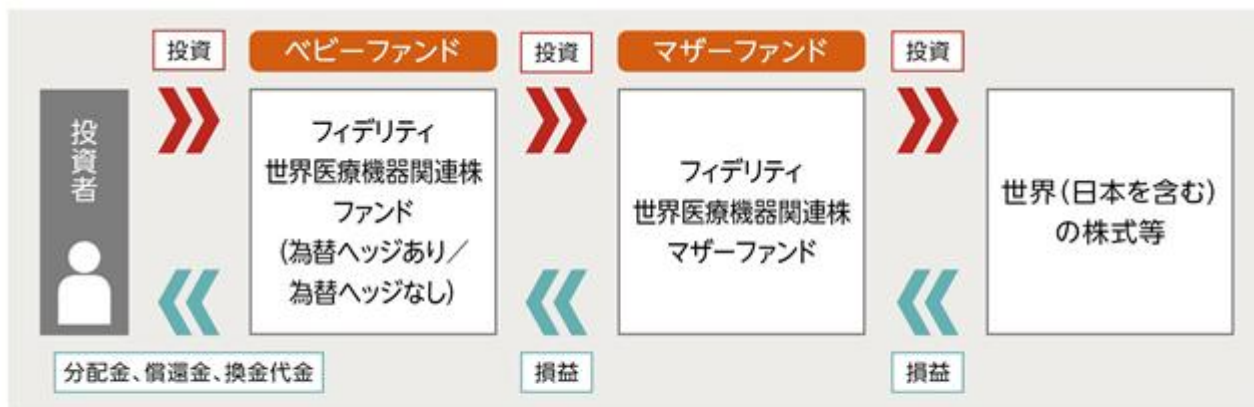 投資
ベビーファンド
投資
マザーファンド
投資
投資者
フィデリティ
世界医療機器関連株
ファンド
(為替ヘッジあり／
為替ヘッジなし)
フィデリティ
世界医療機器関連株
マザーファンド
世界(日本を含む)
の株式等
分配金、償還金、換金代金
損益
損益